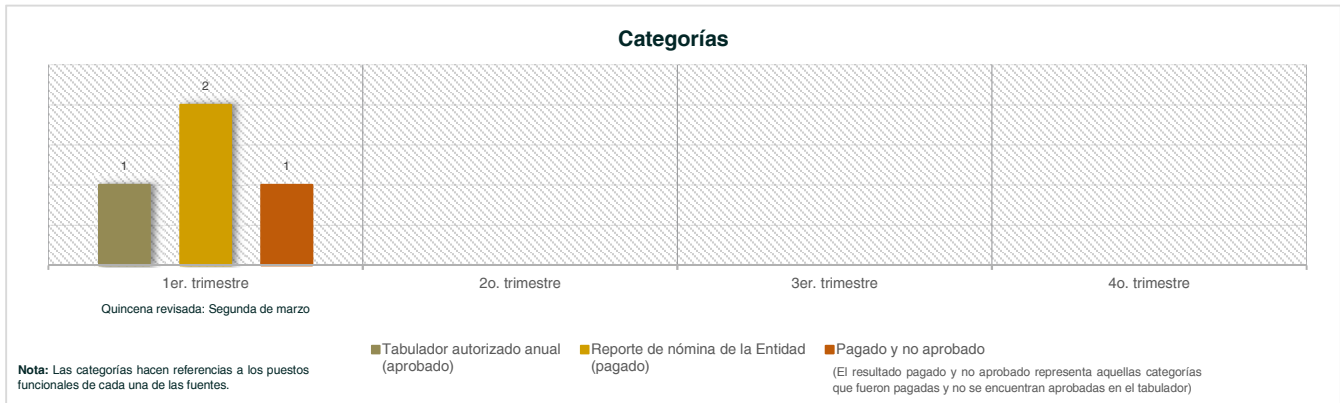 Categorías
2
1
1
1er. trimestre
2o. trimestre
3er. trimestre
4o. trimestre
Quincena revisada: Segunda de marzo
Tabulador autorizado anual
(aprobado)
Reporte de nómina de la Entidad
(pagado)
Pagado y no aprobado
(El resultado pagado y no aprobado representa aquellas categorías
que fueron pagadas y no se encuentran aprobadas en el tabulador)
Nota: Las categorías hacen referencias a los puestos
funcionales de cada una de las fuentes.